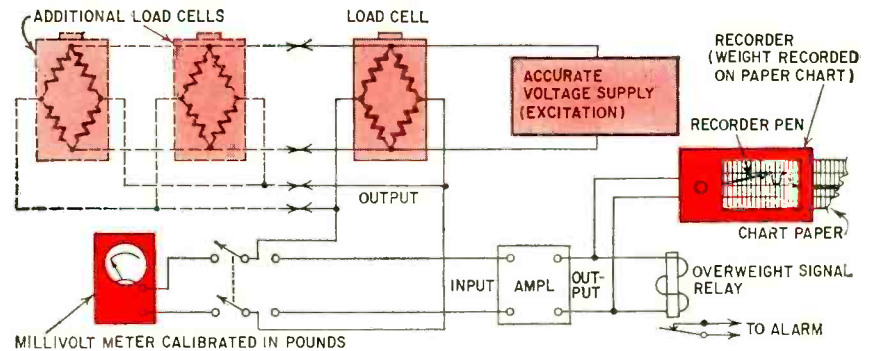 ADDITIONAL LOAD CELLS
LOAD CELL
RECORDER
(WEIGHT RECORDED
ON PAPER CHART)
ACCURATE
VOLTAGE SUPPLY
(EXCITATION)
RECORDER PEN
OUTPUT
CHART PAPER
INPUT
AMPL
OUT-
PUT
OVERWEIGHT SIGNAL
RELAY
TO ALARM
MILLIVOLT METER CALIBRATED IN POUNDS